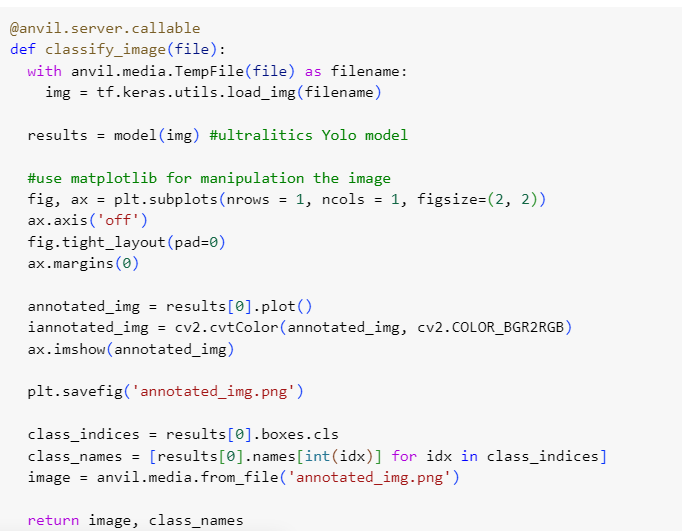 @anvil.server.callable
def classify_image(file):
with anvil.media.TempFile(file) as filename:
img = tf.keras.utils.load_img(filename)
results = model(img) #ultralitics Yolo model
#use matplotlib for manipulation the image
fig, ax = plt.subplots(nrows = 1, ncols = 1, figsize=(2, 2))
ax.axis('off')
fig.tight_layout(pad=0)
ax.margins(0)
annotated_img = results[0].plot()
iannotated_img = cv2.cvtColor(annotated_img, cv2.COLOR_BGR2RGB)
ax.imshow(annotated_img)
plt.savefig('annotated_img.png')
class_indices = results[0].boxes.cls
class_names = [results[0].names[int(idx)] for idx in class_indices]
image = anvil.media.from_file('annotated_img.png')
return image, class_names